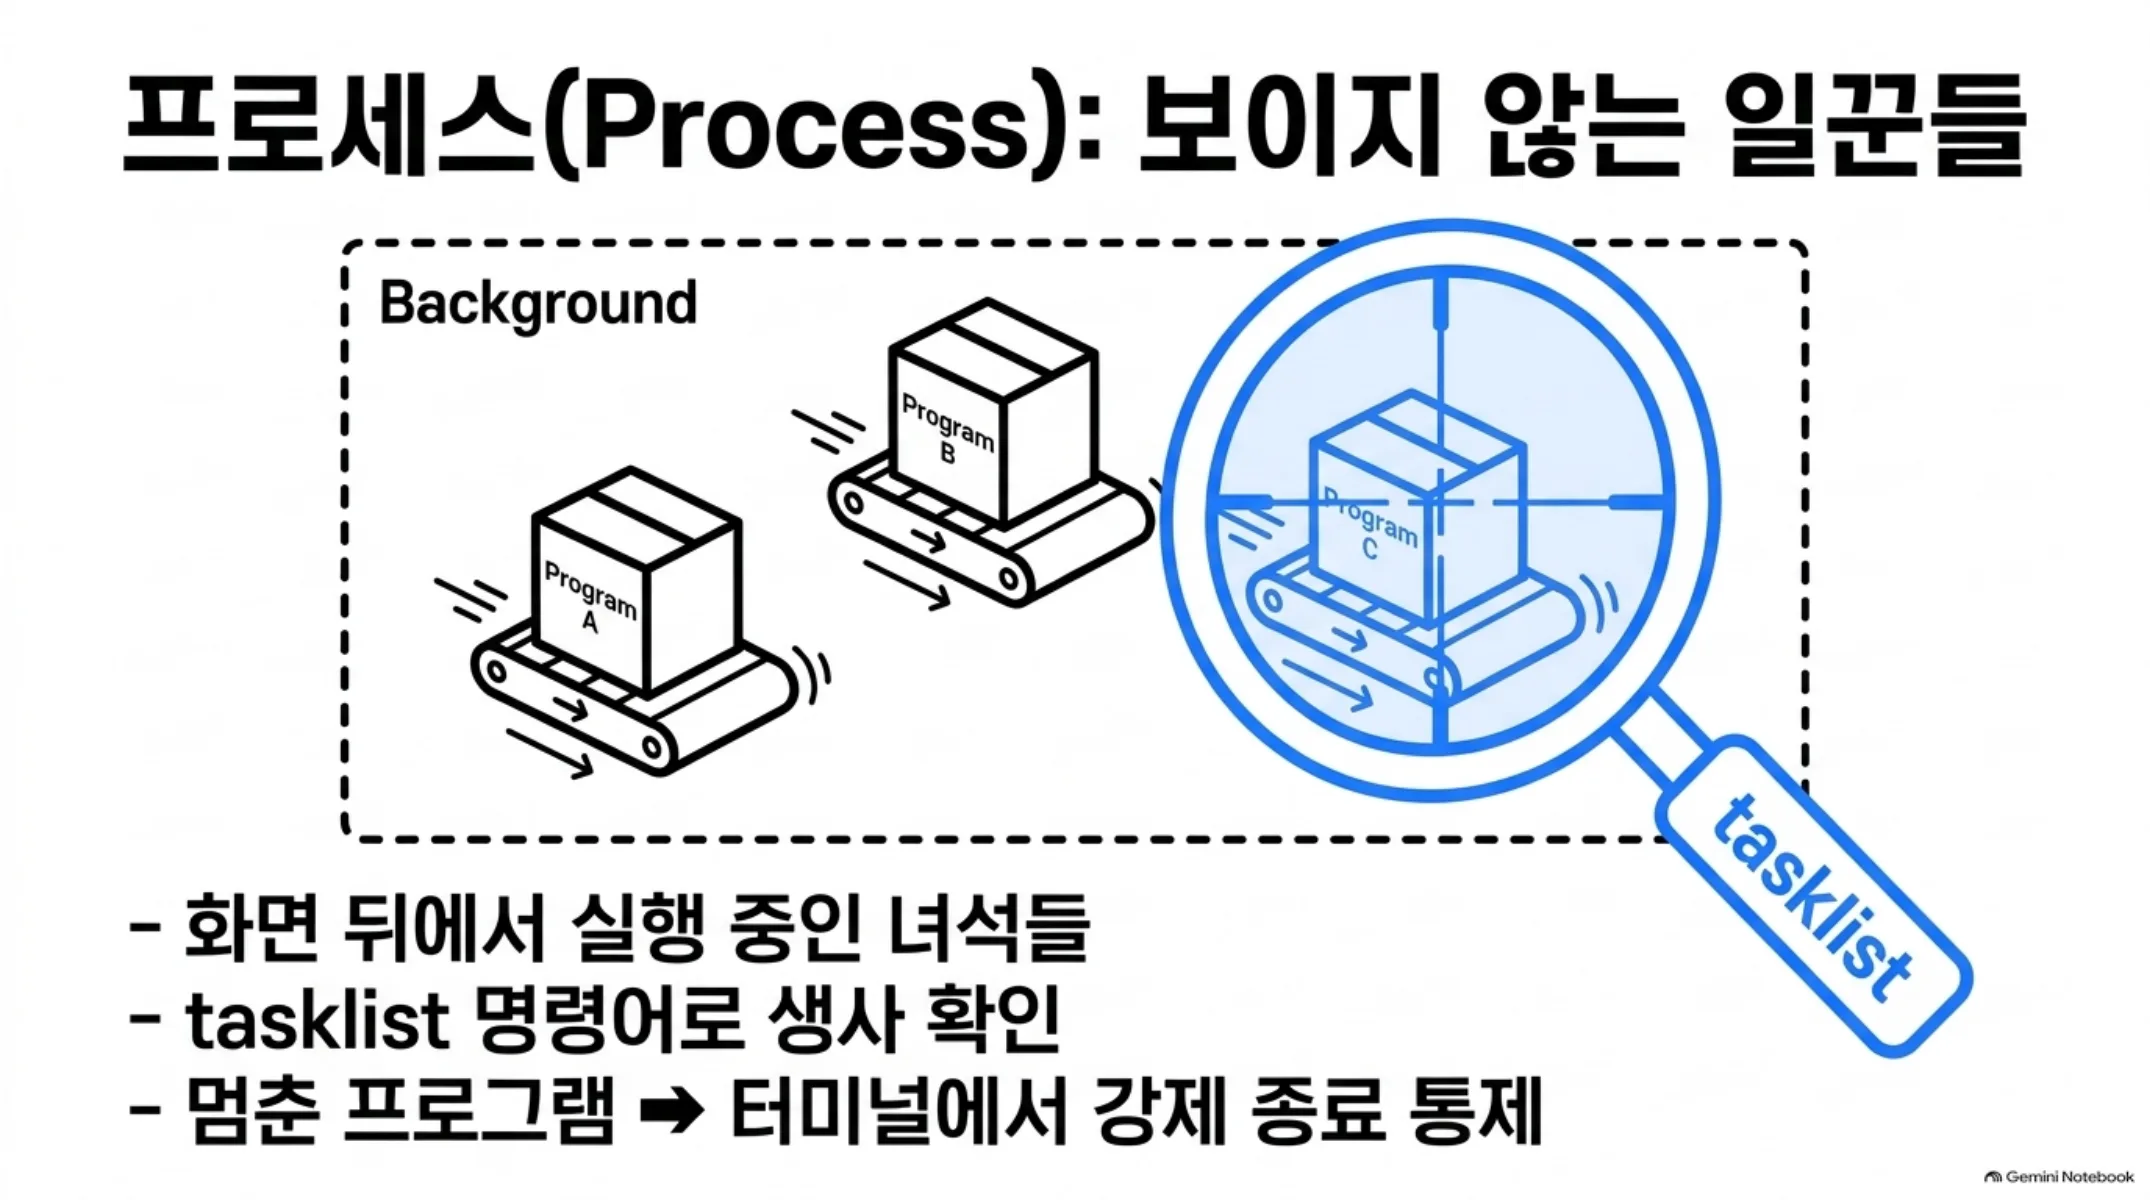 프로세스(Process): 보이지 않는 일꾼들
Background
Program
A
Program
B
Program
C
tasklist
- 화면 뒤에서 실행 중인 녀석들
- tasklist 명령어로 생사 확인
- 멈춘 프로그램 ➡ 터미널에서 강제 종료 통제
Gemini Notebook